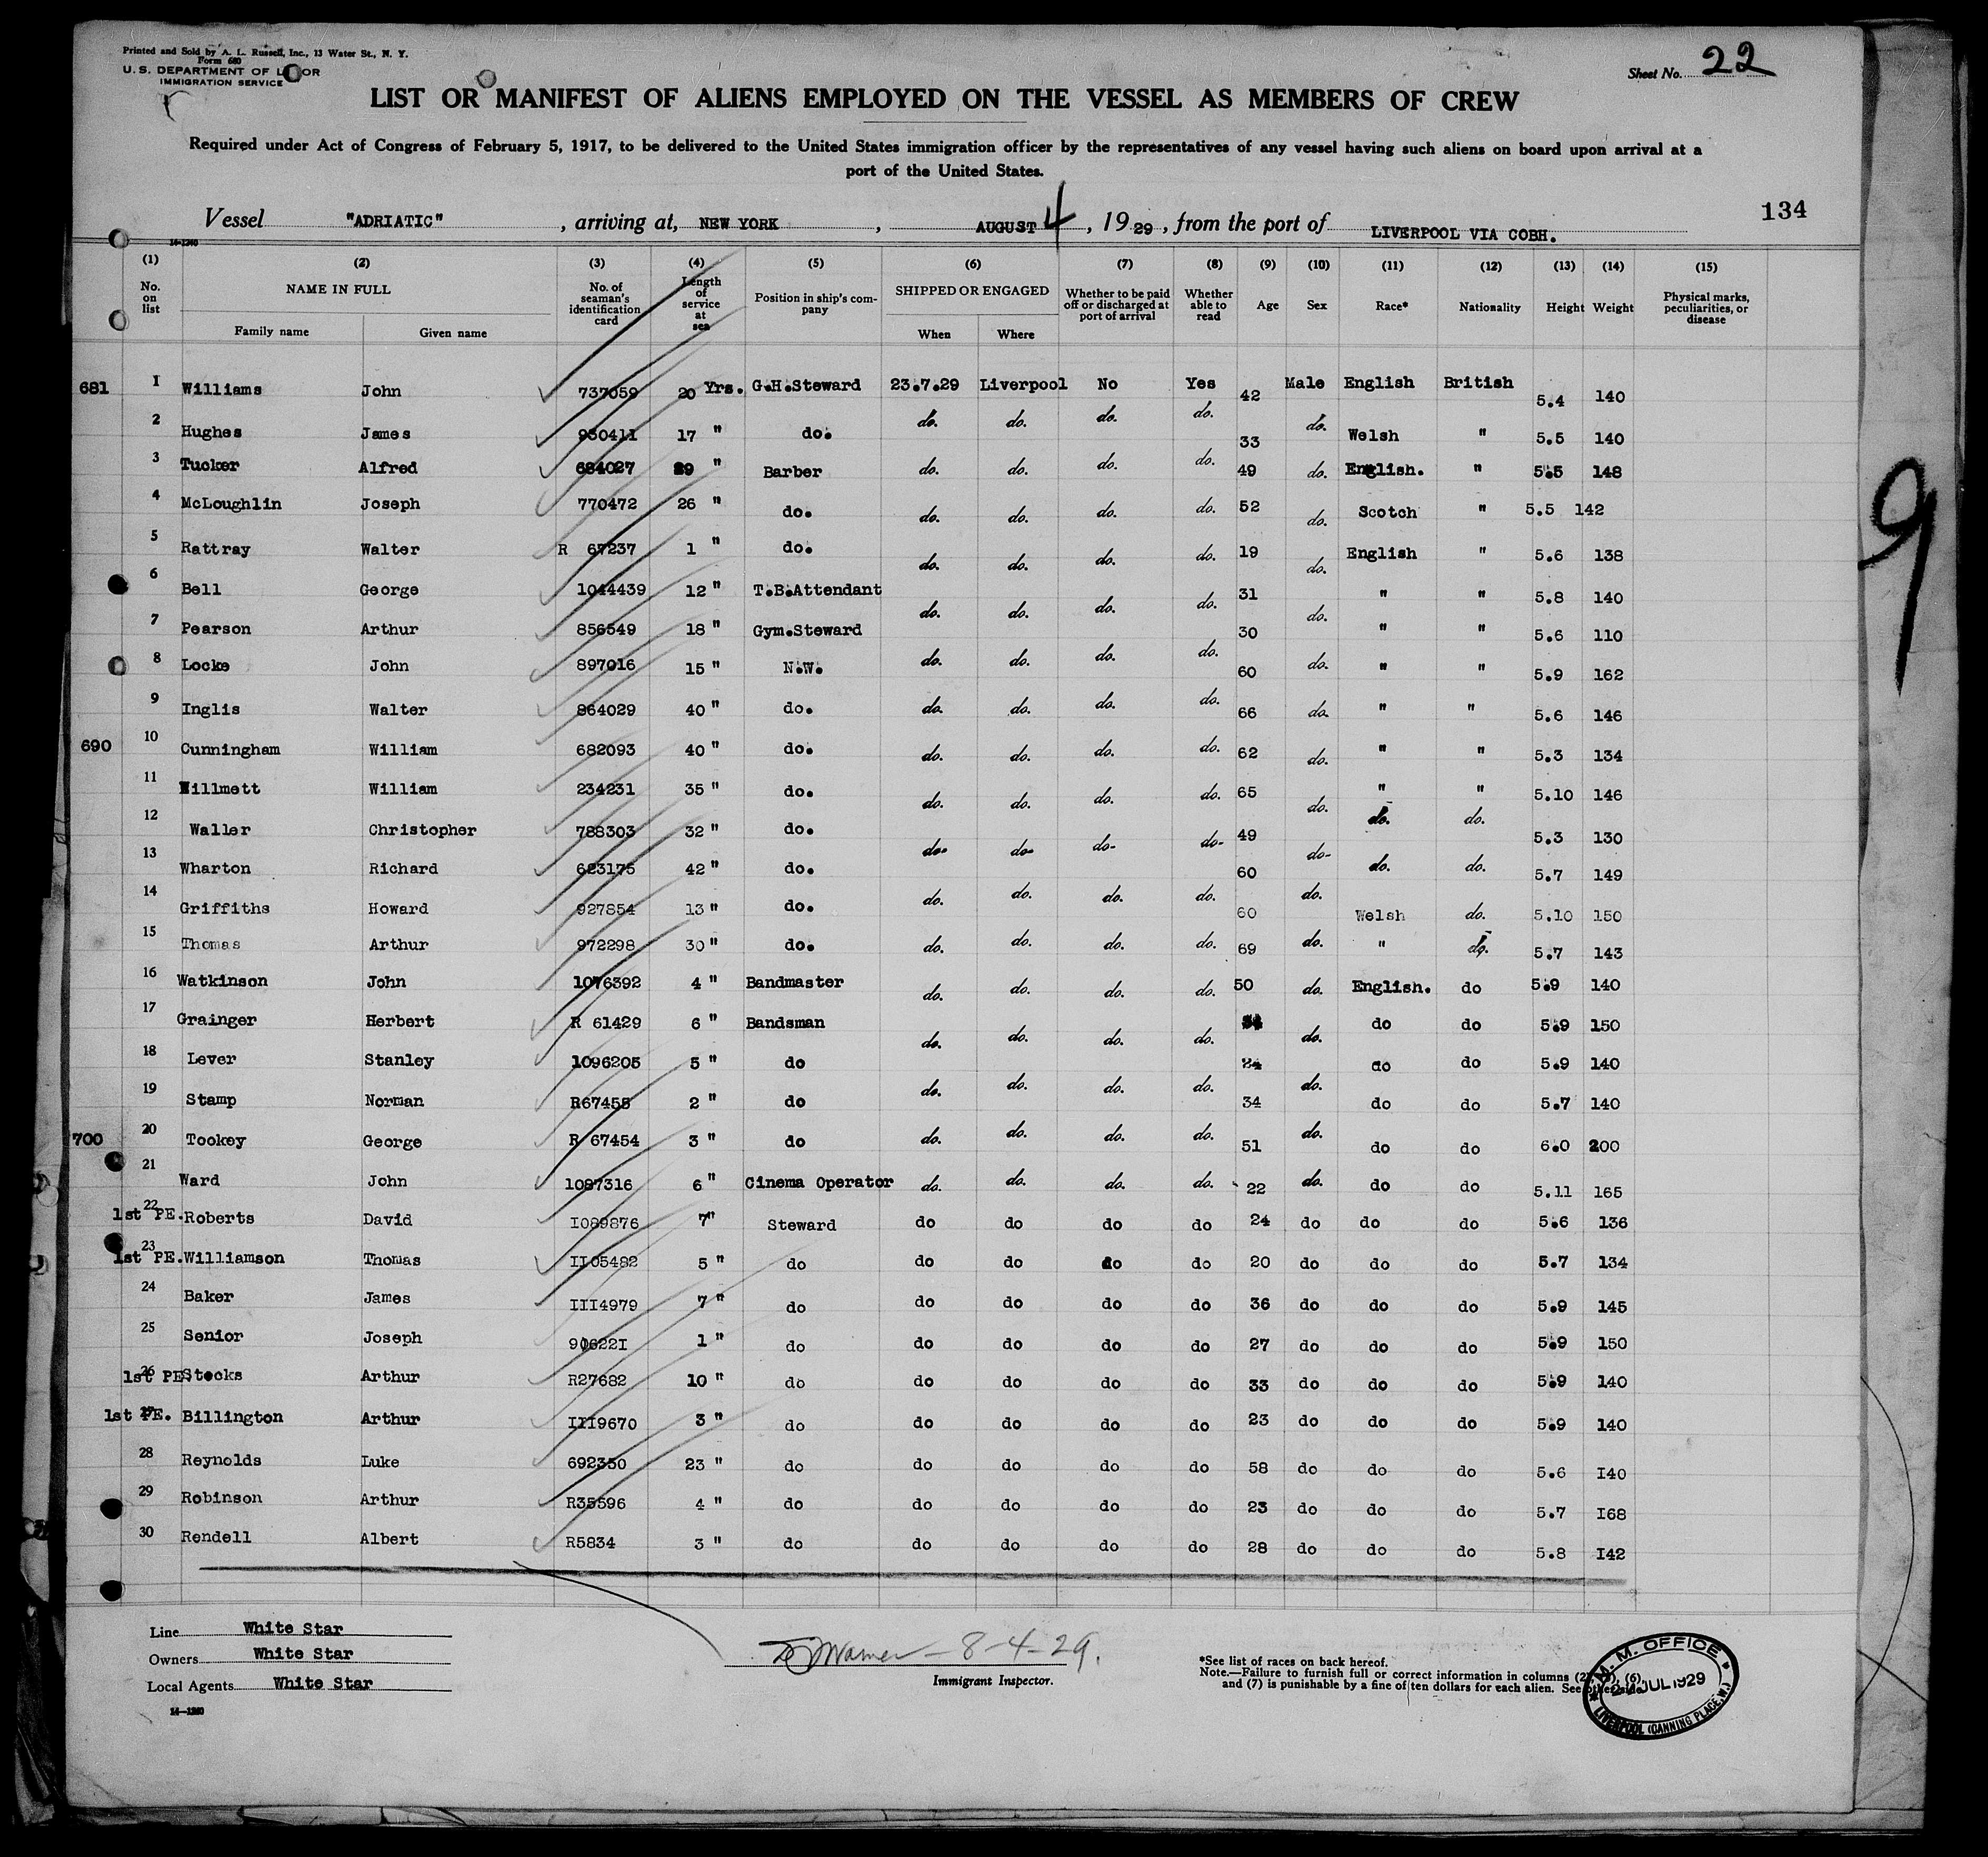 Printed and Sold by A. L. Russell, Inc., 13 Water St., N. Y.
Form 680
U. S. DEPARTMENT OF L OR
IMMIGRATION SERVICE
Sheet No. 22
LIST OR MANIFEST OF ALIENS EMPLOYED ON THE VESSEL AS MEMBERS OF CREW
Required under Act of Congress of February 5, 1917, to be delivered to the United States immigration officer by the representatives of any vessel having such aliens on board upon arrival at a
port of the United States.
134
Vessel "ADRIATIC", arriving at, NEW YORK, AUGUST 4, 1929, from the port of LIVERPOOL VIA COBH.
14-1240
(1) (2) (3) (4) (5) (6) (7) (8) (9) (10) (11) (12) (13) (14) (15)
No. on list NAME IN FULL Family name Given name No. of seaman's identification card Length of service at sea Position in ship's company SHIPPED OR ENGAGED When Where Whether to be paid off or discharged at port of arrival Whether able to read Age Sex Race* Nationality Height Weight Physical marks, peculiarities, or disease
681 1 Williams John 737059 20 Yrs. G.H.Steward 23.7.29 Liverpool No Yes 42 Male English British 5.4 140
2 Hughes James 930411 17 " do. do. do. do. do. 33 do. Welsh " 5.5 140
3 Tucker Alfred 684027 29 " Barber do. do. do. do. 49 do. English. " 5.5 148
4 McLoughlin Joseph 770472 26 " do. do. do. do. do. 52 do. Scotch " 5.5 142
5 Rattray Walter R 67237 1 " do. do. do. do. do. 19 do. English " 5.6 138
6 Bell George 1044439 12 " T.B.Attendant do. do. do. do. 31 do. " " 5.8 140
7 Pearson Arthur 856549 18 " Gym.Steward do. do. do. do. 30 do. " " 5.6 110
8 Locke John 897016 15 " N.W. do. do. do. do. 60 do. " " 5.9 162
9 Inglis Walter 864029 40 " do. do. do. do. do. 66 do. " " 5.6 146
690 10 Cunningham William 682093 40 " do. do. do. do. do. 62 do. " " 5.3 134
11 Willmett William 234231 35 " do. do. do. do. do. 65 do. " " 5.10 146
12 Waller Christopher 788303 32 " do. do. do. do. do. 49 do. do. do. 5.3 130
13 Wharton Richard 623175 42 " do. do. do. do. do. 60 do. do. do. 5.7 149
14 Griffiths Howard 927854 13 " do. do. do. do. do. 60 do. Welsh do. 5.10 150
15 Thomas Arthur 972298 30 " do. do. do. do. do. 69 do. " do. 5.7 143
16 Watkinson John 1076392 4 " Bandmaster do. do. do. do. 50 do. English. do 5.9 140
17 Grainger Herbert R 61429 6 " Bandsman do. do. do. do. do. do do 5.9 150
18 Lever Stanley 1096205 5 " do do. do. do. do. 24 do. do do 5.9 140
19 Stamp Norman R67455 2 " do do. do. do. do. 34 do. do do 5.7 140
700 20 Tookey George R 67454 3 " do do. do. do. do. 51 do. do do 6.0 200
21 Ward John 1087316 6 " Cinema Operator do. do. do. do. 22 do. do do 5.11 165
1st PE. 22 Roberts David I089876 7" Steward do do do do 24 do do do 5.6 136
1st PE. 23 Williamson Thomas II05482 5 " do do do do do 20 do do do 5.7 134
24 Baker James III4979 7 " do do do do do 36 do do do 5.9 145
25 Senior Joseph 90622I 1 " do do do do do 27 do do do 5.9 150
1st PE 26 Stocks Arthur R27682 10 " do do do do do 33 do do do 5.9 140
1st PE. 27 Billington Arthur III9670 3 " do do do do do 23 do do do 5.9 140
28 Reynolds Luke 692350 23 " do do do do do 58 do do do 5.6 I40
29 Robinson Arthur R35596 4 " do do do do do 23 do do do 5.7 I68
30 Rendell Albert R5834 3 " do do do do do 28 do do do 5.8 I42
9
Line White Star
Owners White Star
Local Agents White Star
14-1240
8-4-29.
Immigrant Inspector.
*See list of races on back hereof.
Note.—Failure to furnish full or correct information in columns (2), (6),
and (7) is punishable by a fine of ten dollars for each alien. See other side.
M. M. OFFICE
JUL 1929
LIVERPOOL (CANNING PLACE, W.)